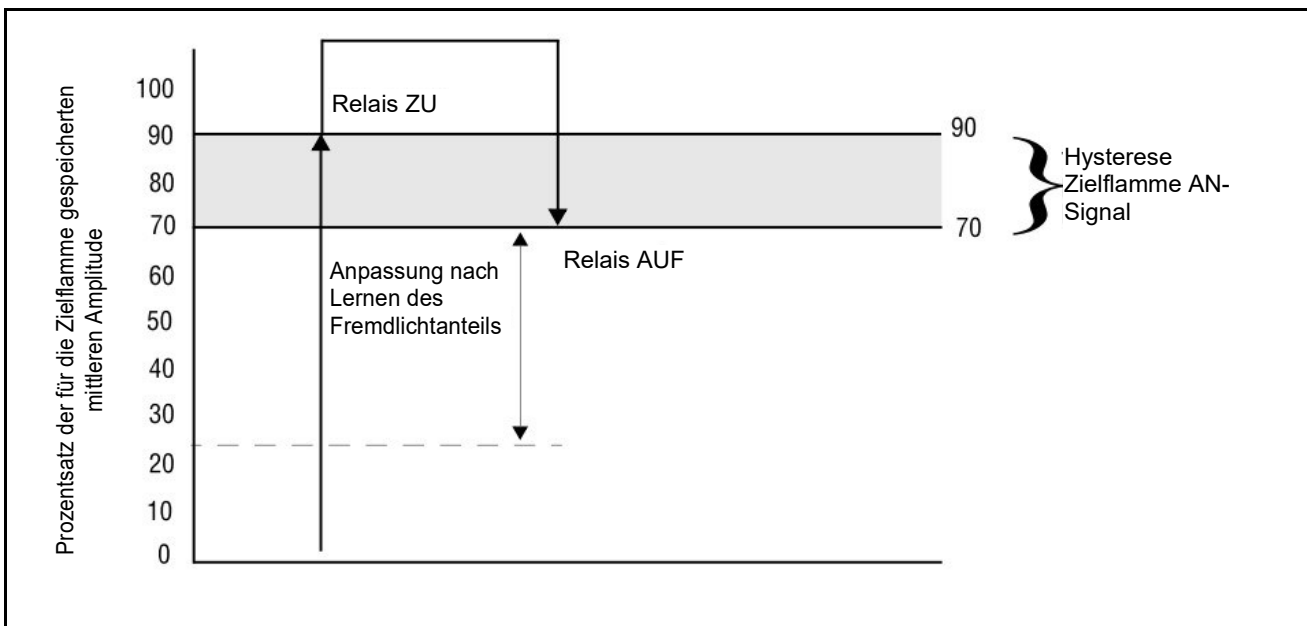 Prozentsatz der für die Zielflamme gespeicherten
mittleren Amplitude
100
90
80
70
60
50
40
30
20
10
0
Relais ZU
Anpassung nach
Lernen des
Fremdlichtanteils
Relais AUF
90
70
Hysterese
Zielflamme AN-
Signal